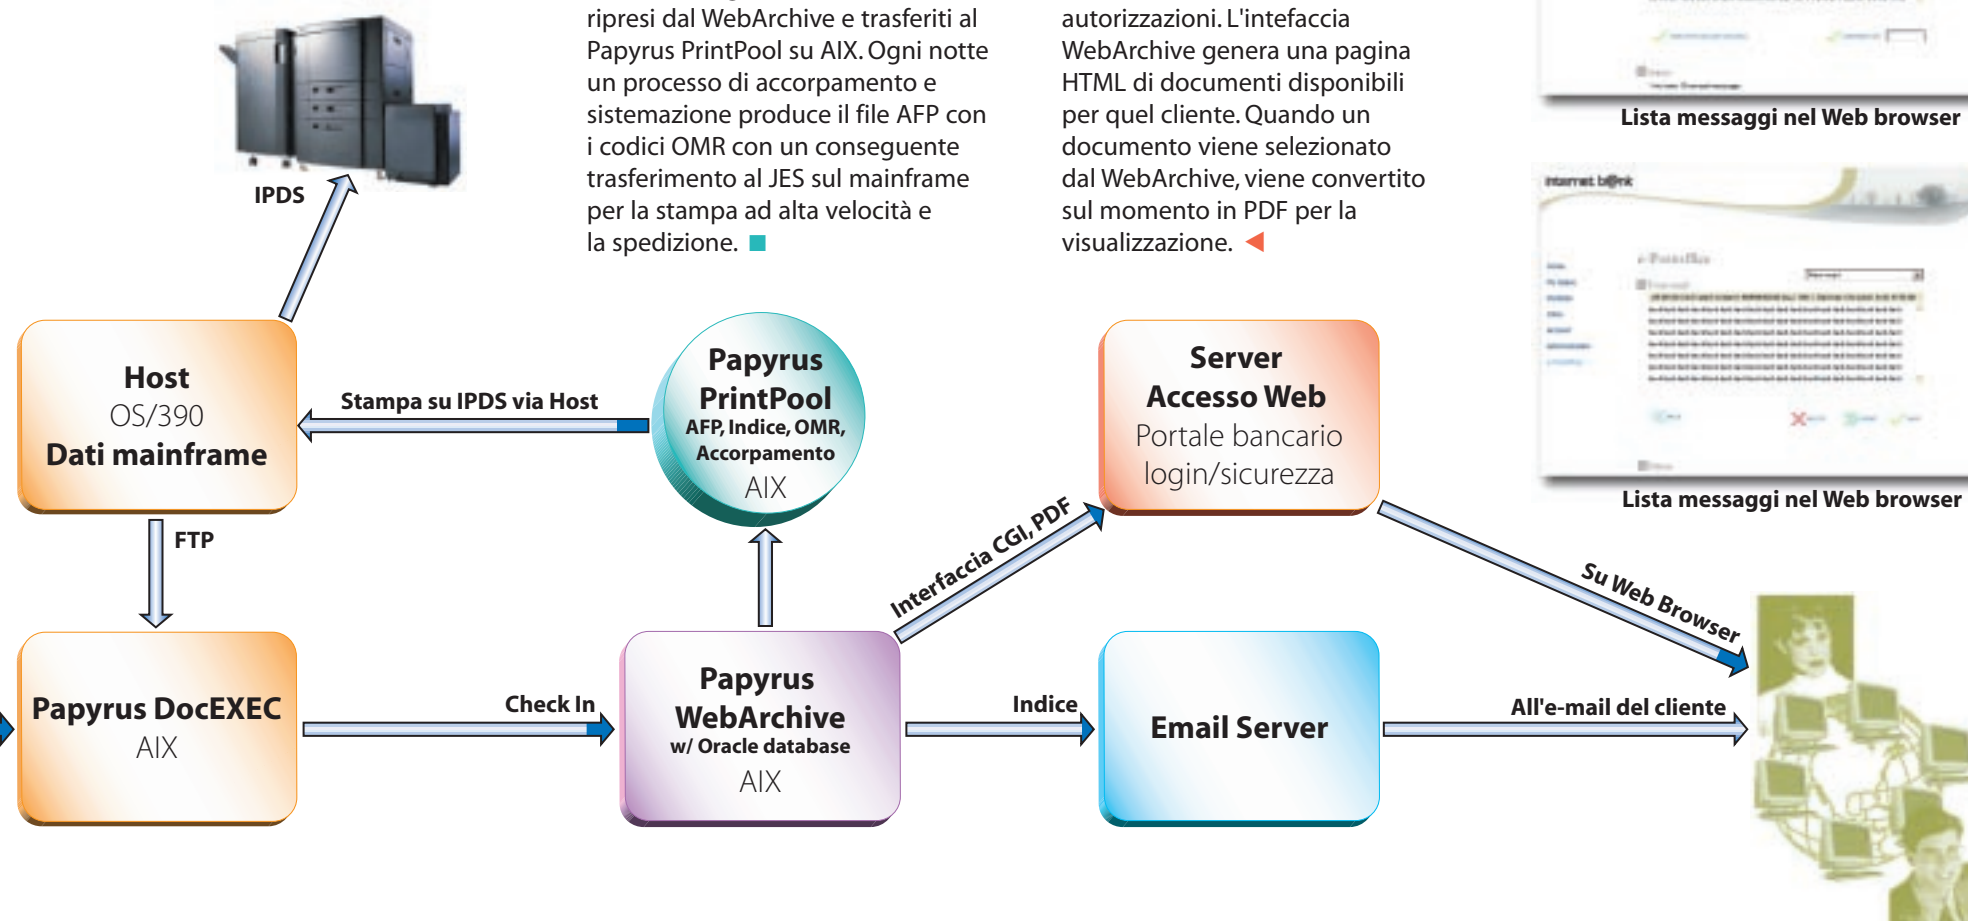 ripresi dal WebArchive e trasferiti al
Papyrus PrintPool su AIX. Ogni notte
un processo di accorpamento e
sistemazione produce il file AFP con
i codici OMR con un conseguente
trasferimento al JES sul mainframe
per la stampa ad alta velocità e
la spedizione.
autorizzazioni. L'intefaccia
WebArchive genera una pagina
HTML di documenti disponibili
per quel cliente. Quando un
documento viene selezionato
dal WebArchive, viene convertito
sul momento in PDF per la
visualizzazione.
Lista messaggi nel Web browser
internet b@nk
Lista messaggi nel Web browser
IPDS
Host
OS/390
Dati mainframe
Stampa su IPDS via Host
Papyrus
PrintPool
AFP, Indice, OMR,
Accorpamento
AIX
Server
Accesso Web
Portale bancario
login/sicurezza
FTP
Interfaccia CGI, PDF
Su Web Browser
Papyrus DocEXEC
AIX
Check In
Papyrus
WebArchive
w/ Oracle database
AIX
Indice
Email Server
All'e-mail del cliente